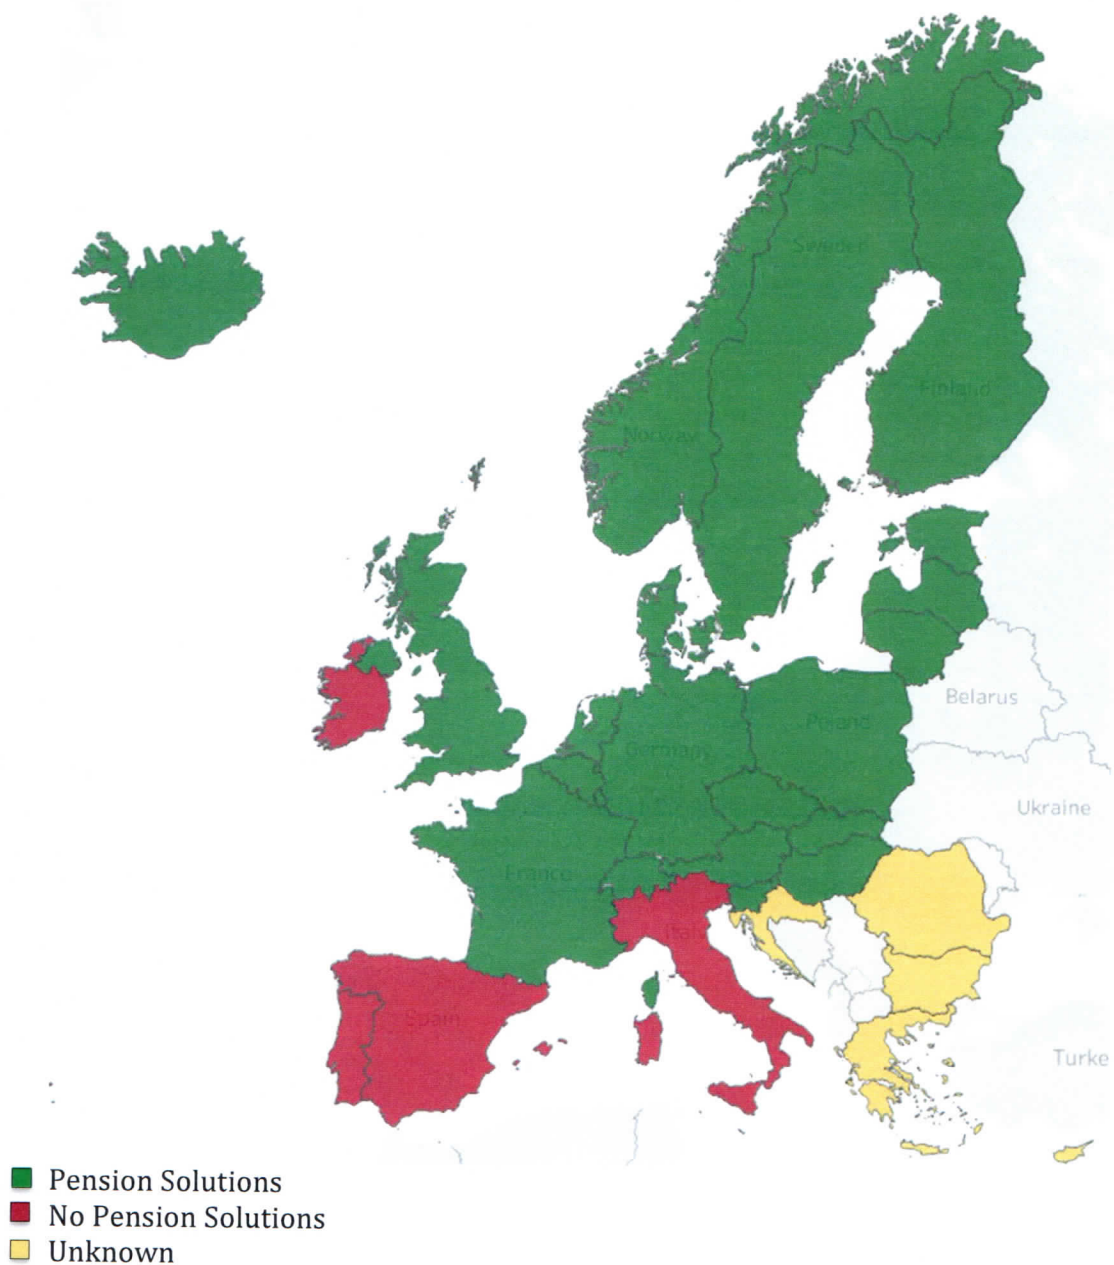 Sweden
Finland
Norway
Belarus
Poland
Germany
Ukraine
France
Italy
Spain
Turke
Pension Solutions
No Pension Solutions
Unknown